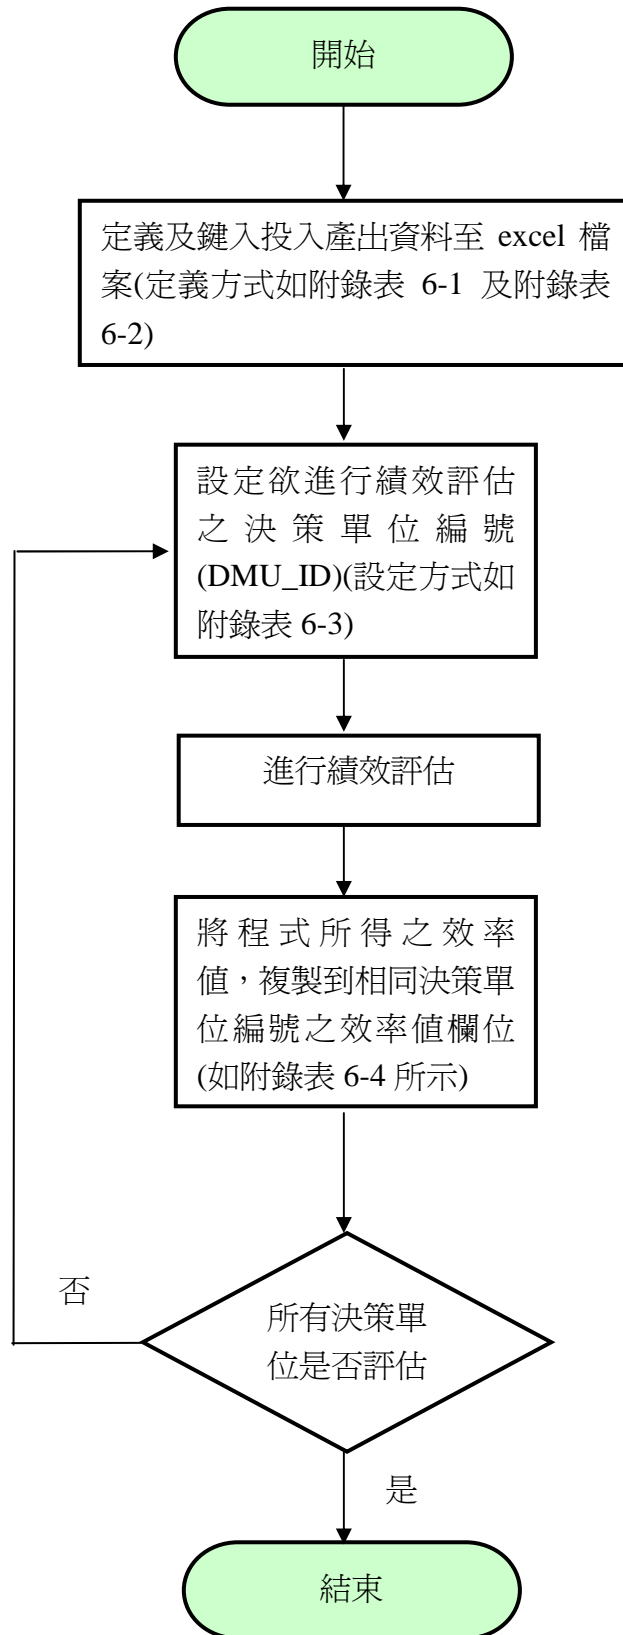 開始
定義及鍵入投入產出資料至 excel 檔
案(定義方式如附錄表 6-1 及附錄表
6-2)
設定欲進行績效評估
之決策單位編號
(DMU_ID)(設定方式如
附錄表 6-3)
進行績效評估
將程式所得之效率
值，複製到相同決策單
位編號之效率值欄位
(如附錄表 6-4 所示)
否
所有決策單
位是否評估
是
結束